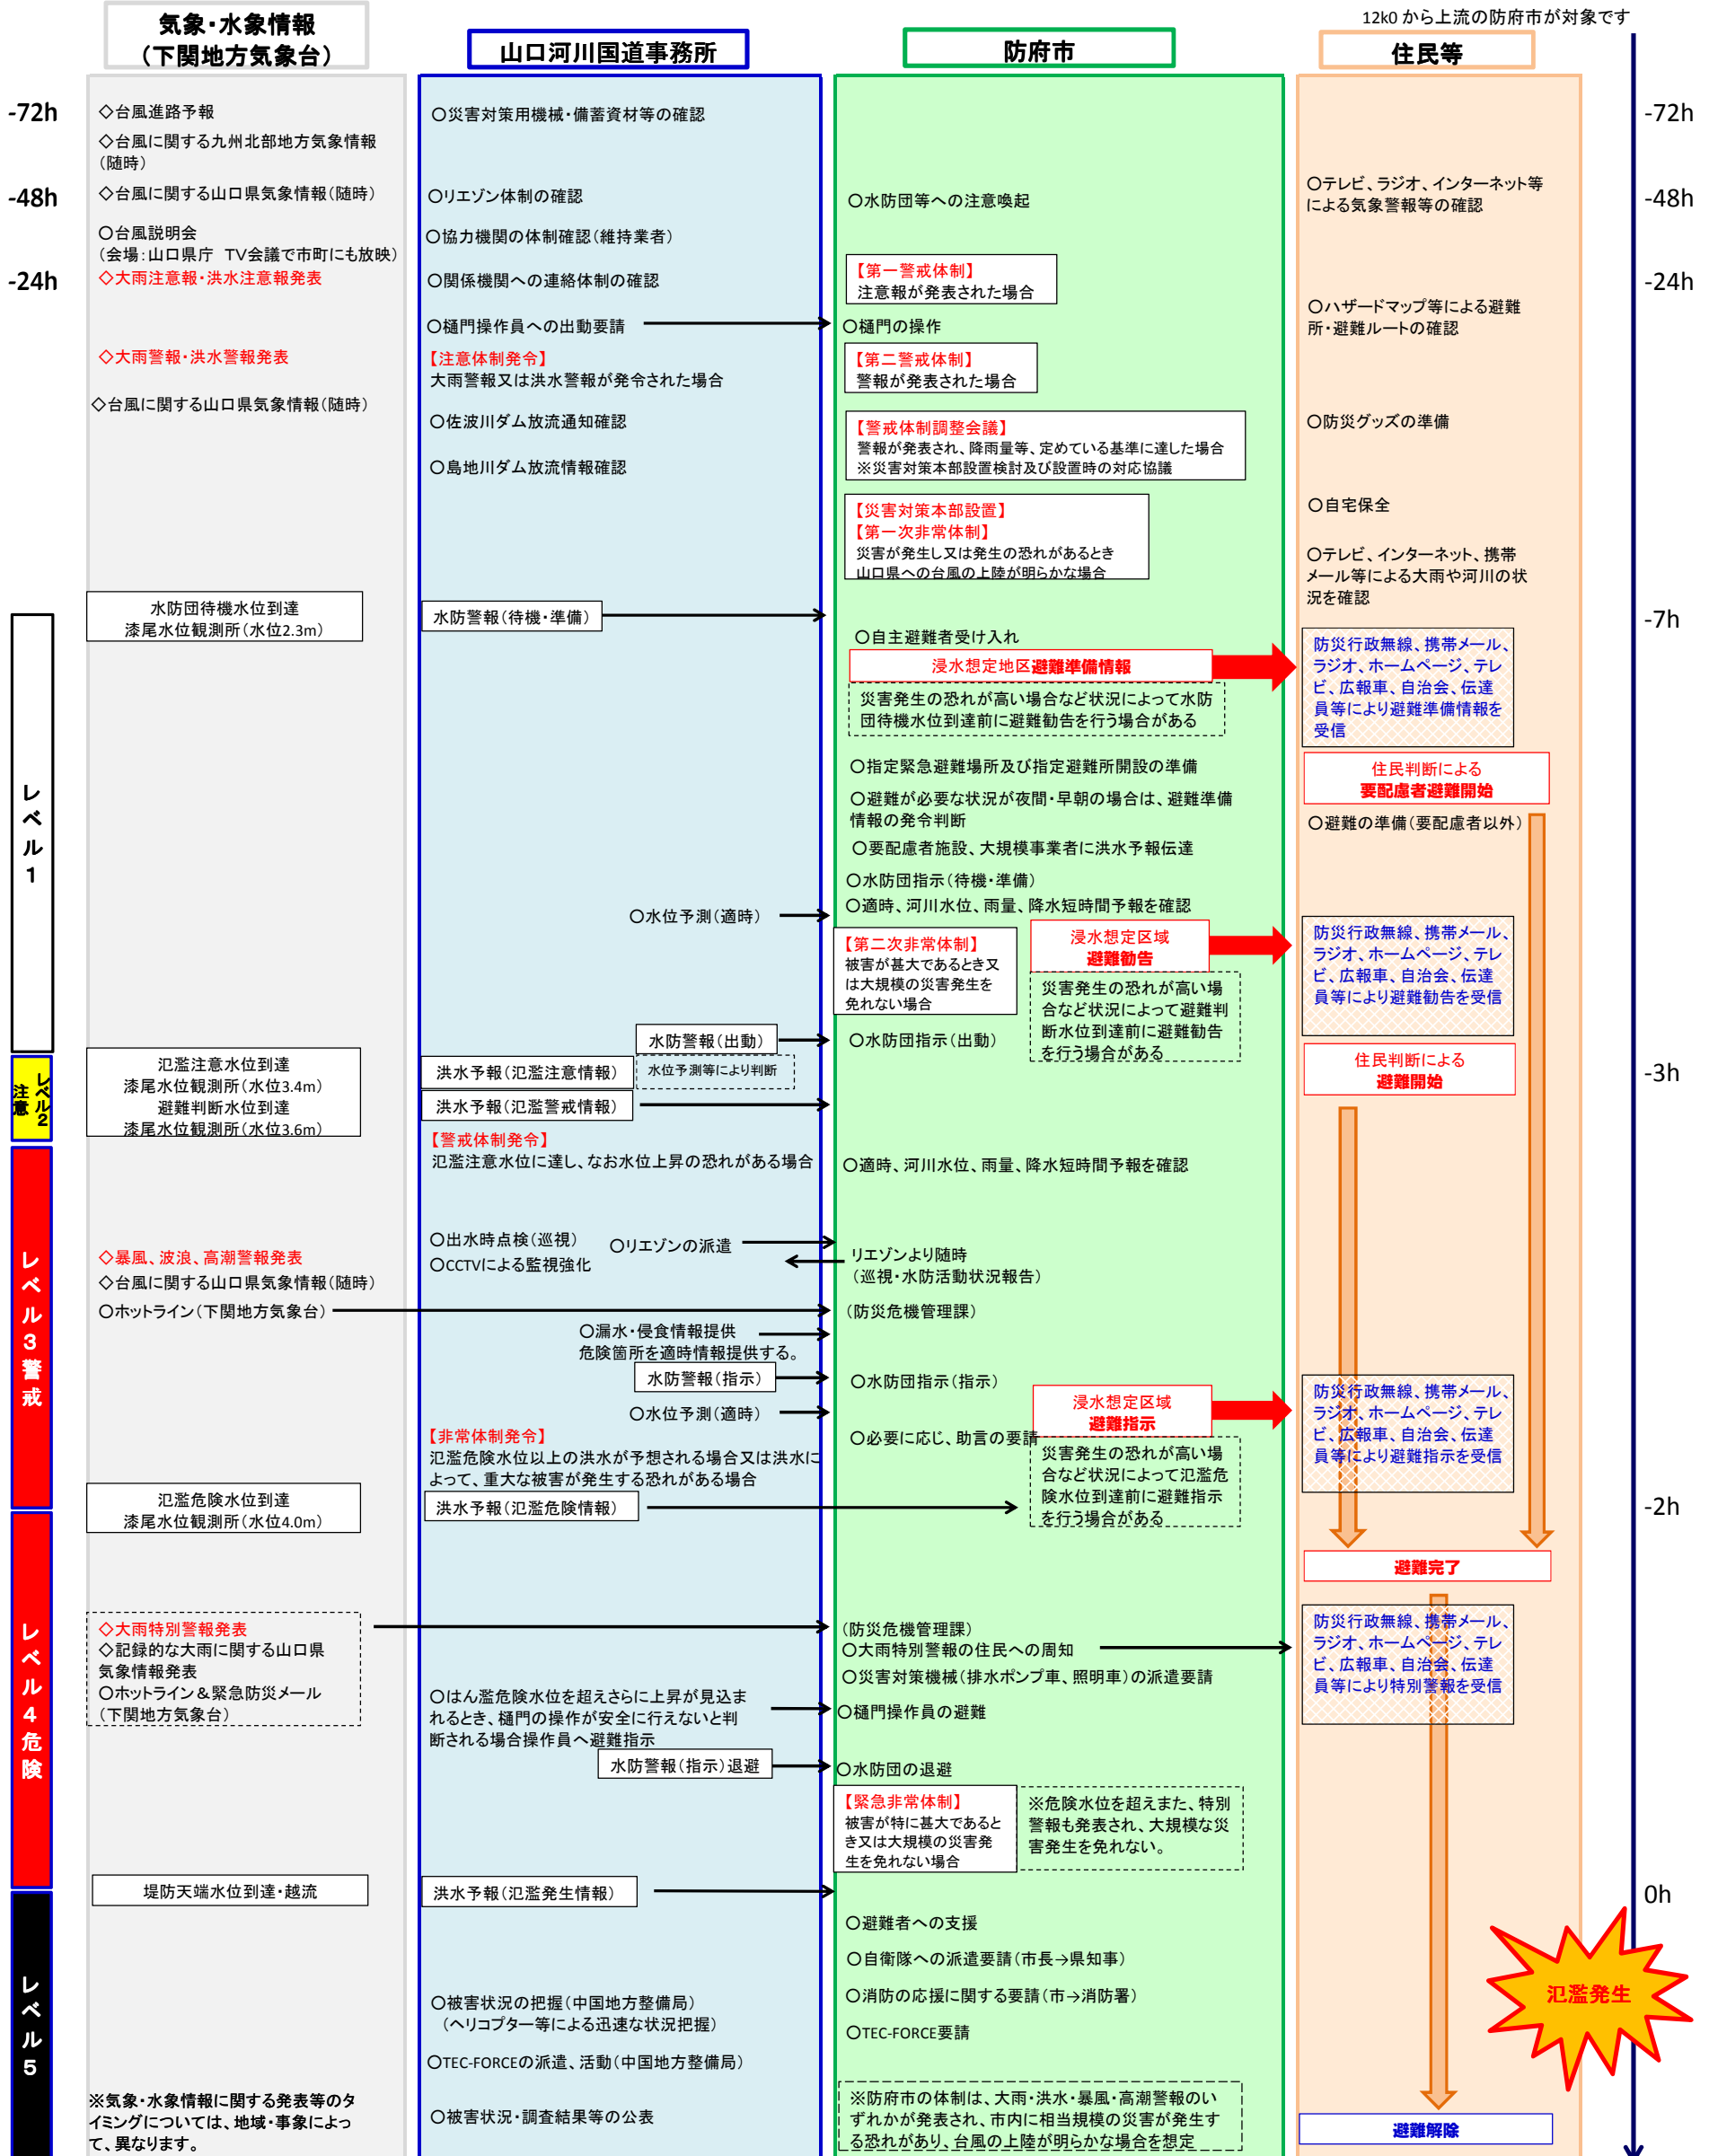 12k0から上流の防府市が対象です
気象・水象情報
(下関地方気象台)
山口河川国道事務所
防府市
住民等
-72h
◇台風進路予報
○災害対策用機械・備蓄資材等の確認
-72h
◇台風に関する九州北部地方気象情報
(随時)
-48h
◇台風に関する山口県気象情報(随時)
○リエゾン体制の確認
○水防団等への注意喚起
○テレビ、ラジオ、インターネット等
による気象警報等の確認
-48h
○台風説明会
(会場:山口県庁 TV会議で市町にも放映)
○協力機関の体制確認(維持業者)
-24h
◇大雨注意報・洪水注意報発表
○関係機関への連絡体制の確認
【第一警戒体制】
注意報が発表された場合
-24h
○ハザードマップ等による避難
所・避難ルートの確認
○樋門操作員への出動要請
○樋門の操作
◇大雨警報・洪水警報発表
【注意体制発令】
大雨警報又は洪水警報が発令された場合
【第二警戒体制】
警報が発表された場合
◇台風に関する山口県気象情報(随時)
○佐波川ダム放流通知確認
○島地川ダム放流情報確認
【警戒体制調整会議】
警報が発表され、降雨量等、定めている基準に達した場合
※災害対策本部設置検討及び設置時の対応協議
○防災グッズの準備
【災害対策本部設置】
【第一次非常体制】
災害が発生し又は発生の恐れがあるとき
山口県への台風の上陸が明らかな場合
○自宅保全
○テレビ、インターネット、携帯
メール等による大雨や河川の状
況を確認
レベル1
水防団待機水位到達
漆尾水位観測所(水位2.3m)
水防警報(待機・準備)
-7h
○自主避難者受け入れ
浸水想定地区避難準備情報
災害発生の恐れが高い場合など状況によって水防
団待機水位到達前に避難勧告を行う場合がある
防災行政無線、携帯メール、
ラジオ、ホームページ、テレ
ビ、広報車、自治会、伝達
員等により避難準備情報を
受信
○指定緊急避難場所及び指定避難所開設の準備
住民判断による
要配慮者避難開始
○避難が必要な状況が夜間・早朝の場合は、避難準備
情報の発令判断
○避難の準備(要配慮者以外)
○要配慮者施設、大規模事業者に洪水予報伝達
○水防団指示(待機・準備)
○水位予測(適時)
○適時、河川水位、雨量、降水短時間予報を確認
【第二次非常体制】
被害が甚大であるとき又
は大規模の災害発生を
免れない場合
浸水想定区域
避難勧告
災害発生の恐れが高い場
合など状況によって避難判
断水位到達前に避難勧告
を行う場合がある
防災行政無線、携帯メール、
ラジオ、ホームページ、テレ
ビ、広報車、自治会、伝達
員等により避難勧告を受信
水防警報(出動)
○水防団指示(出動)
レベル2
注意
氾濫注意水位到達
漆尾水位観測所(水位3.4m)
避難判断水位到達
漆尾水位観測所(水位3.6m)
洪水予報(氾濫注意情報)
水位予測等により判断
洪水予報(氾濫警戒情報)
住民判断による
避難開始
-3h
【警戒体制発令】
氾濫注意水位に達し、なお水位上昇の恐れがある場合
○適時、河川水位、雨量、降水短時間予報を確認
レベル3警戒
◇暴風、波浪、高潮警報発表
◇台風に関する山口県気象情報(随時)
○ホットライン(下関地方気象台)
○出水時点検(巡視)
○リエゾンの派遣
○CCTVによる監視強化
リエゾンより随時
(巡視・水防活動状況報告)
(防災危機管理課)
○漏水・侵食情報提供
危険箇所を適時情報提供する。
水防警報(指示)
○水防団指示(指示)
○水位予測(適時)
浸水想定区域
避難指示
防災行政無線、携帯メール、
ラジオ、ホームページ、テレ
ビ、広報車、自治会、伝達
員等により避難指示を受信
【非常体制発令】
氾濫危険水位以上の洪水が予想される場合又は洪水に
よって、重大な被害が発生する恐れがある場合
○必要に応じ、助言の要請
災害発生の恐れが高い場
合など状況によって氾濫危
険水位到達前に避難指示
を行う場合がある
氾濫危険水位到達
漆尾水位観測所(水位4.0m)
洪水予報(氾濫危険情報)
-2h
避難完了
レベル4危険
◇大雨特別警報発表
◇記録的な大雨に関する山口県
気象情報発表
○ホットライン&緊急防災メール
(下関地方気象台)
(防災危機管理課)
○大雨特別警報の住民への周知
○災害対策機械(排水ポンプ車、照明車)の派遣要請
防災行政無線、携帯メール、
ラジオ、ホームページ、テレ
ビ、広報車、自治会、伝達
員等により特別警報を受信
○はん濫危険水位を超えさらに上昇が見込ま
れるとき、樋門の操作が安全に行えないと判
断される場合操作員へ避難指示
○樋門操作員の避難
水防警報(指示)退避
○水防団の退避
【緊急非常体制】
被害が特に甚大であると
き又は大規模の災害発
生を免れない場合
※危険水位を超えまた、特別
警報も発表され、大規模な災
害発生を免れない。
堤防天端水位到達・越流
洪水予報(氾濫発生情報)
0h
レベル5
○避難者への支援
○自衛隊への派遣要請(市長→県知事)
氾濫発生
○被害状況の把握(中国地方整備局)
(ヘリコプター等による迅速な状況把握)
○消防の応援に関する要請(市→消防署)
○TEC-FORCE要請
○TEC-FORCEの派遣、活動(中国地方整備局)
※気象・水象情報に関する発表等のタ
イミングについては、地域・事象によっ
て、異なります。
○被害状況・調査結果等の公表
※防府市の体制は、大雨・洪水・暴風・高潮警報のい
ずれかが発表され、市内に相当規模の災害が発生す
る恐れがあり、台風の上陸が明らかな場合を想定
避難解除